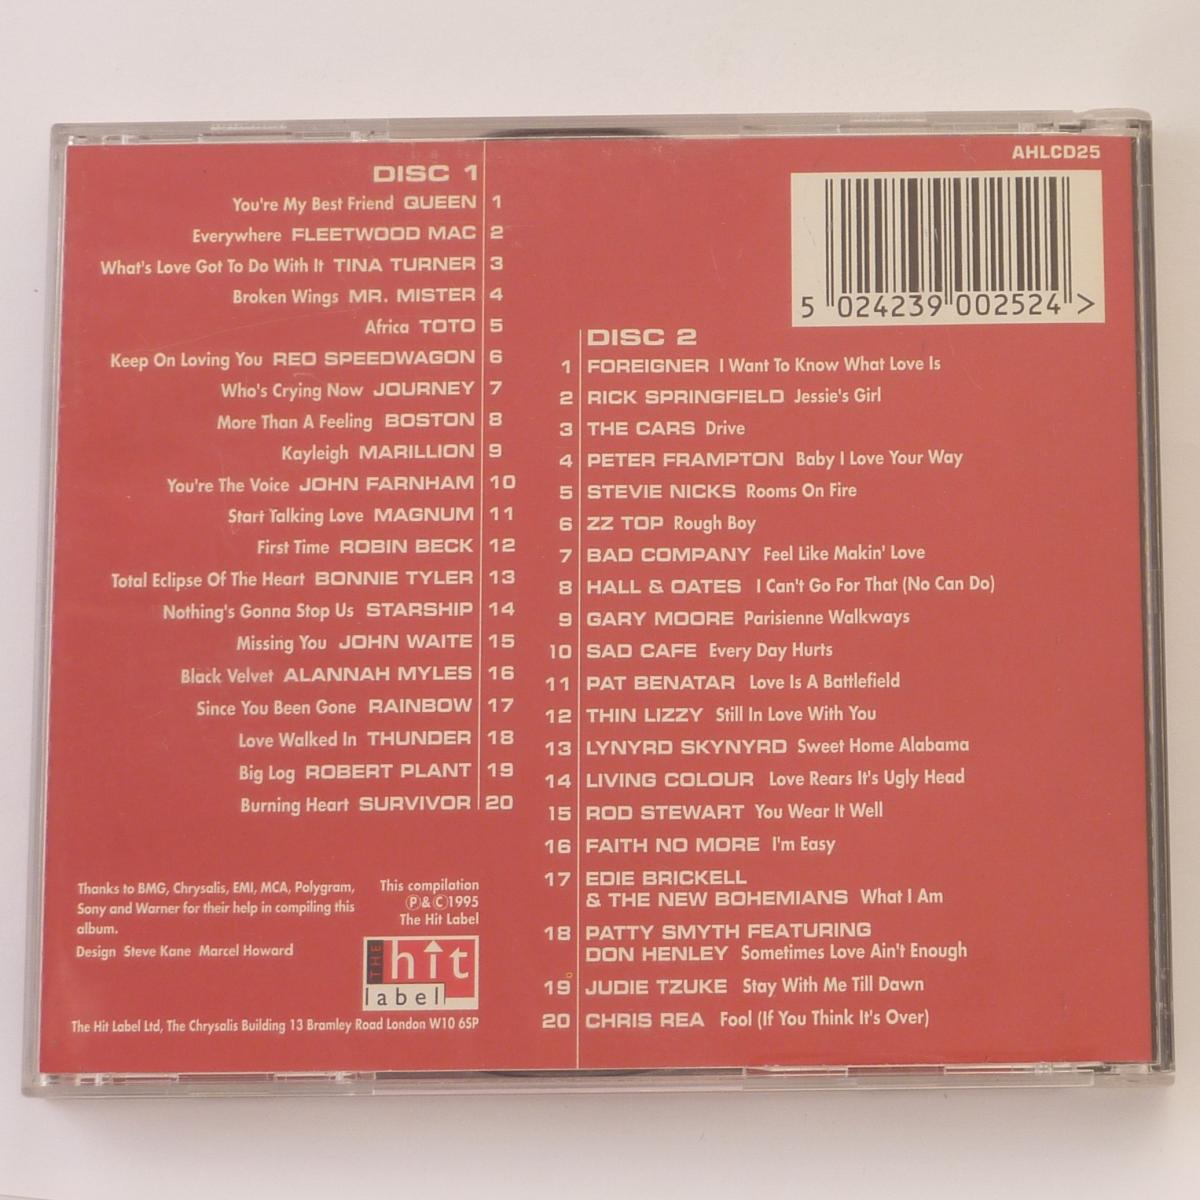 AHLCD25
5 024239 002524 >
DISC 1
You're My Best Friend QUEEN 1
Everywhere FLEETWOOD MAC 2
What's Love Got To Do With It TINA TURNER 3
Broken Wings MR. MISTER 4
Africa TOTO 5
Keep On Loving You REO SPEEDWAGON 6
Who's Crying Now JOURNEY 7
More Than A Feeling BOSTON 8
Kayleigh MARILLION 9
You're The Voice JOHN FARNHAM 10
Start Talking Love MAGNUM 11
First Time ROBIN BECK 12
Total Eclipse Of The Heart BONNIE TYLER 13
Nothing's Gonna Stop Us STARSHIP 14
Missing You JOHN WAITE 15
Black Velvet ALANNAH MYLES 16
Since You Been Gone RAINBOW 17
Love Walked In THUNDER 18
Big Log ROBERT PLANT 19
Burning Heart SURVIVOR 20
DISC 2
1 FOREIGNER I Want To Know What Love Is
2 RICK SPRINGFIELD Jessie's Girl
3 THE CARS Drive
4 PETER FRAMPTON Baby I Love Your Way
5 STEVIE NICKS Rooms On Fire
6 ZZ TOP Rough Boy
7 BAD COMPANY Feel Like Makin' Love
8 HALL & OATES I Can't Go For That (No Can Do)
9 GARY MOORE Parisienne Walkways
10 SAD CAFE Every Day Hurts
11 PAT BENATAR Love Is A Battlefield
12 THIN LIZZY Still In Love With You
13 LYNYRD SKYNYRD Sweet Home Alabama
14 LIVING COLOUR Love Rears It's Ugly Head
15 ROD STEWART You Wear It Well
16 FAITH NO MORE I'm Easy
17 EDIE BRICKELL
& THE NEW BOHEMIANS What I Am
18 PATTY SMYTH FEATURING
DON HENLEY Sometimes Love Ain't Enough
19 JUDIE TZUKE Stay With Me Till Dawn
20 CHRIS REA Fool (If You Think It's Over)
Thanks to BMG, Chrysalis, EMI, MCA, Polygram,
Sony and Warner for their help in compiling this
album.
Design Steve Kane Marcel Howard
This compilation
℗&©1995
The Hit Label
THE hit
label
The Hit Label Ltd, The Chrysalis Building 13 Bramley Road London W10 6SP